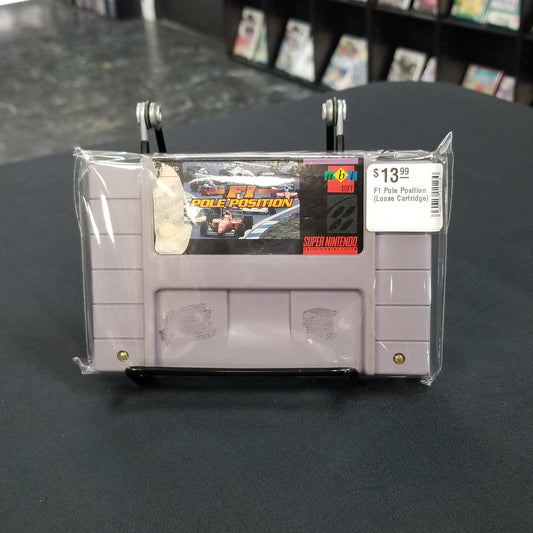 F1
POLE POSITION
ubi
SOFT
SUPER NINTENDO
$13.99
F1 Pole Position
(Loose Cartridge)